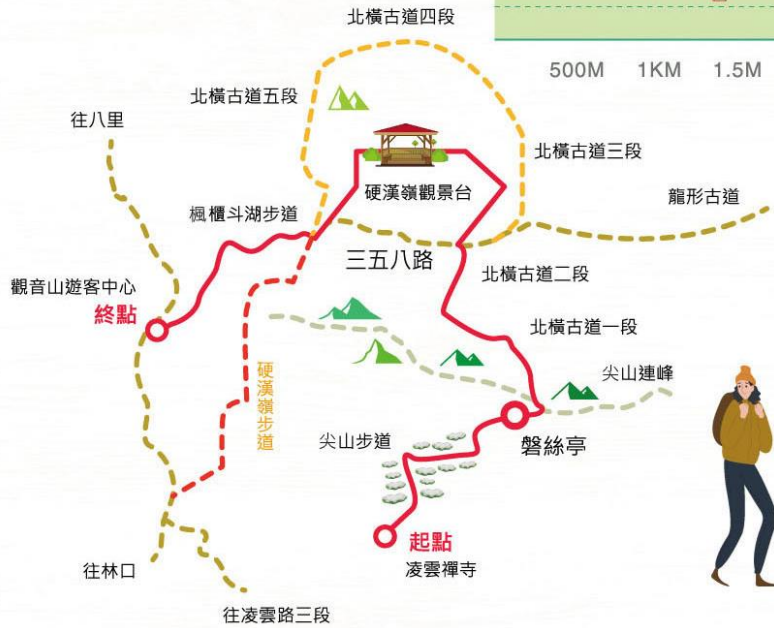 北橫古道四段
500M 1KM 1.5M
北橫古道五段
往八里
北橫古道三段
硬漢嶺觀景台
龍形古道
楓櫃斗湖步道
三五八路
北橫古道二段
觀音山遊客中心
終點
北橫古道一段
硬漢嶺步道
尖山連峰
尖山步道
磐絲亭
起點
凌雲禪寺
往林口
往凌雲路三段